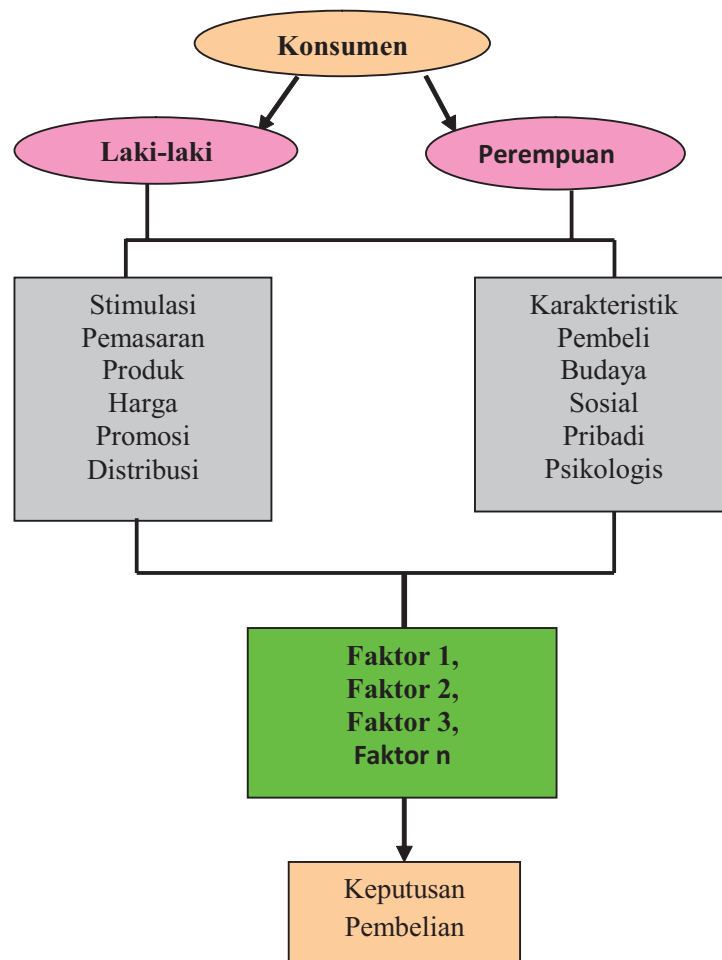 Konsumen
Laki-laki
Perempuan
Stimulasi
Pemasaran
Produk
Harga
Promosi
Distribusi
Karakteristik
Pembeli
Budaya
Sosial
Pribadi
Psikologis
Faktor 1,
Faktor 2,
Faktor 3,
Faktor n
Keputusan
Pembelian